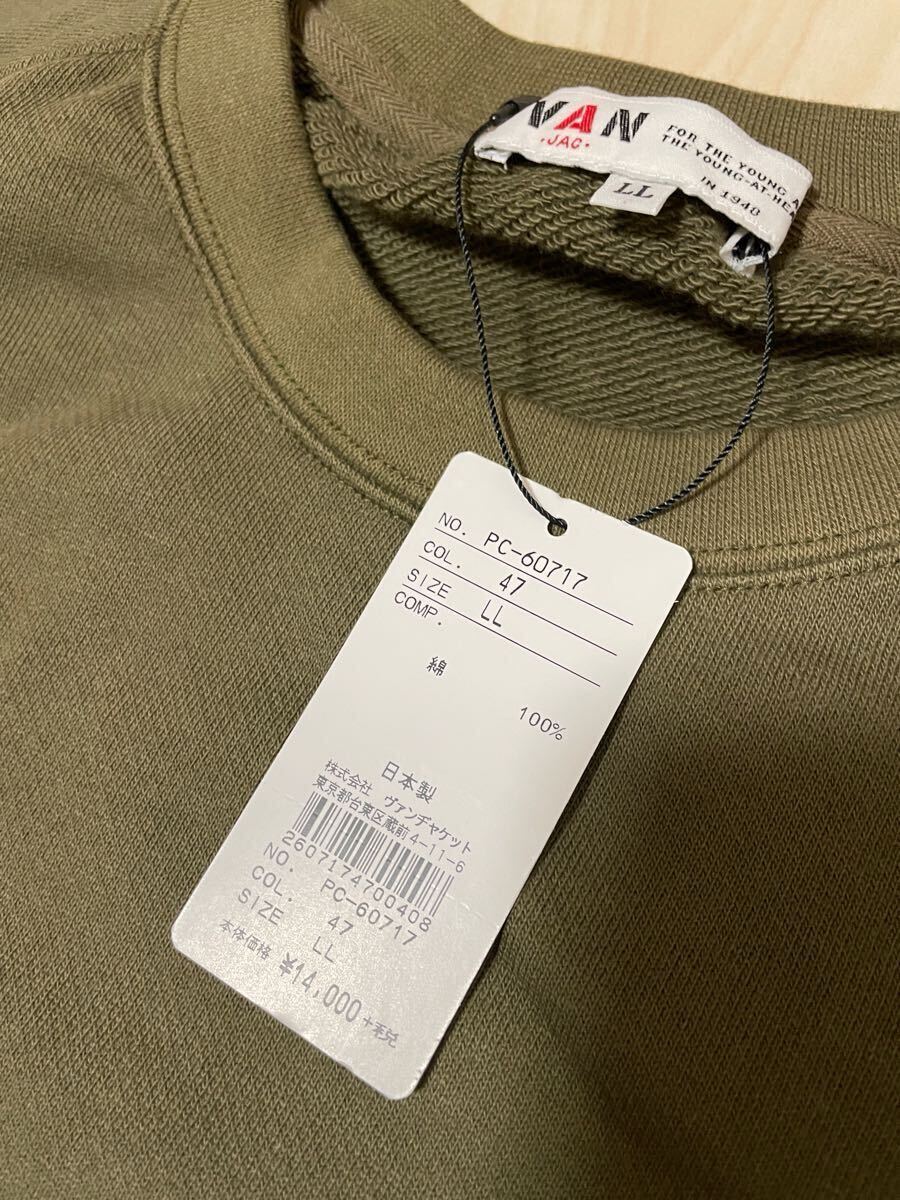 VAN
·JAC·
FOR THE YOUNG
THE YOUNG-AT-HEA
IN 1948
LL
NO. PC-60717
COL. 47
SIZE LL
COMP.
綿
100%
日本製
株式会社 ヴァンヂャケット
東京都台東区蔵前4-11-6
2607174700408
NO. PC-60717
COL. 47
SIZE LL
本体価格 ¥14,000+税